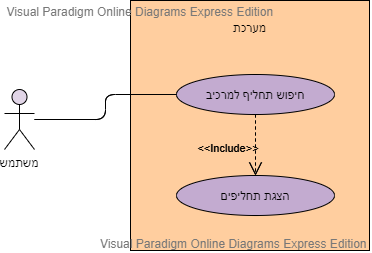 Visual Paradigm Online Diagrams Express Edition
מערכת
חיפוש תחליף למרכיב
משתמש
<<Include>>
הצגת תחליפים
Visual Paradigm Online Diagrams Express Edition